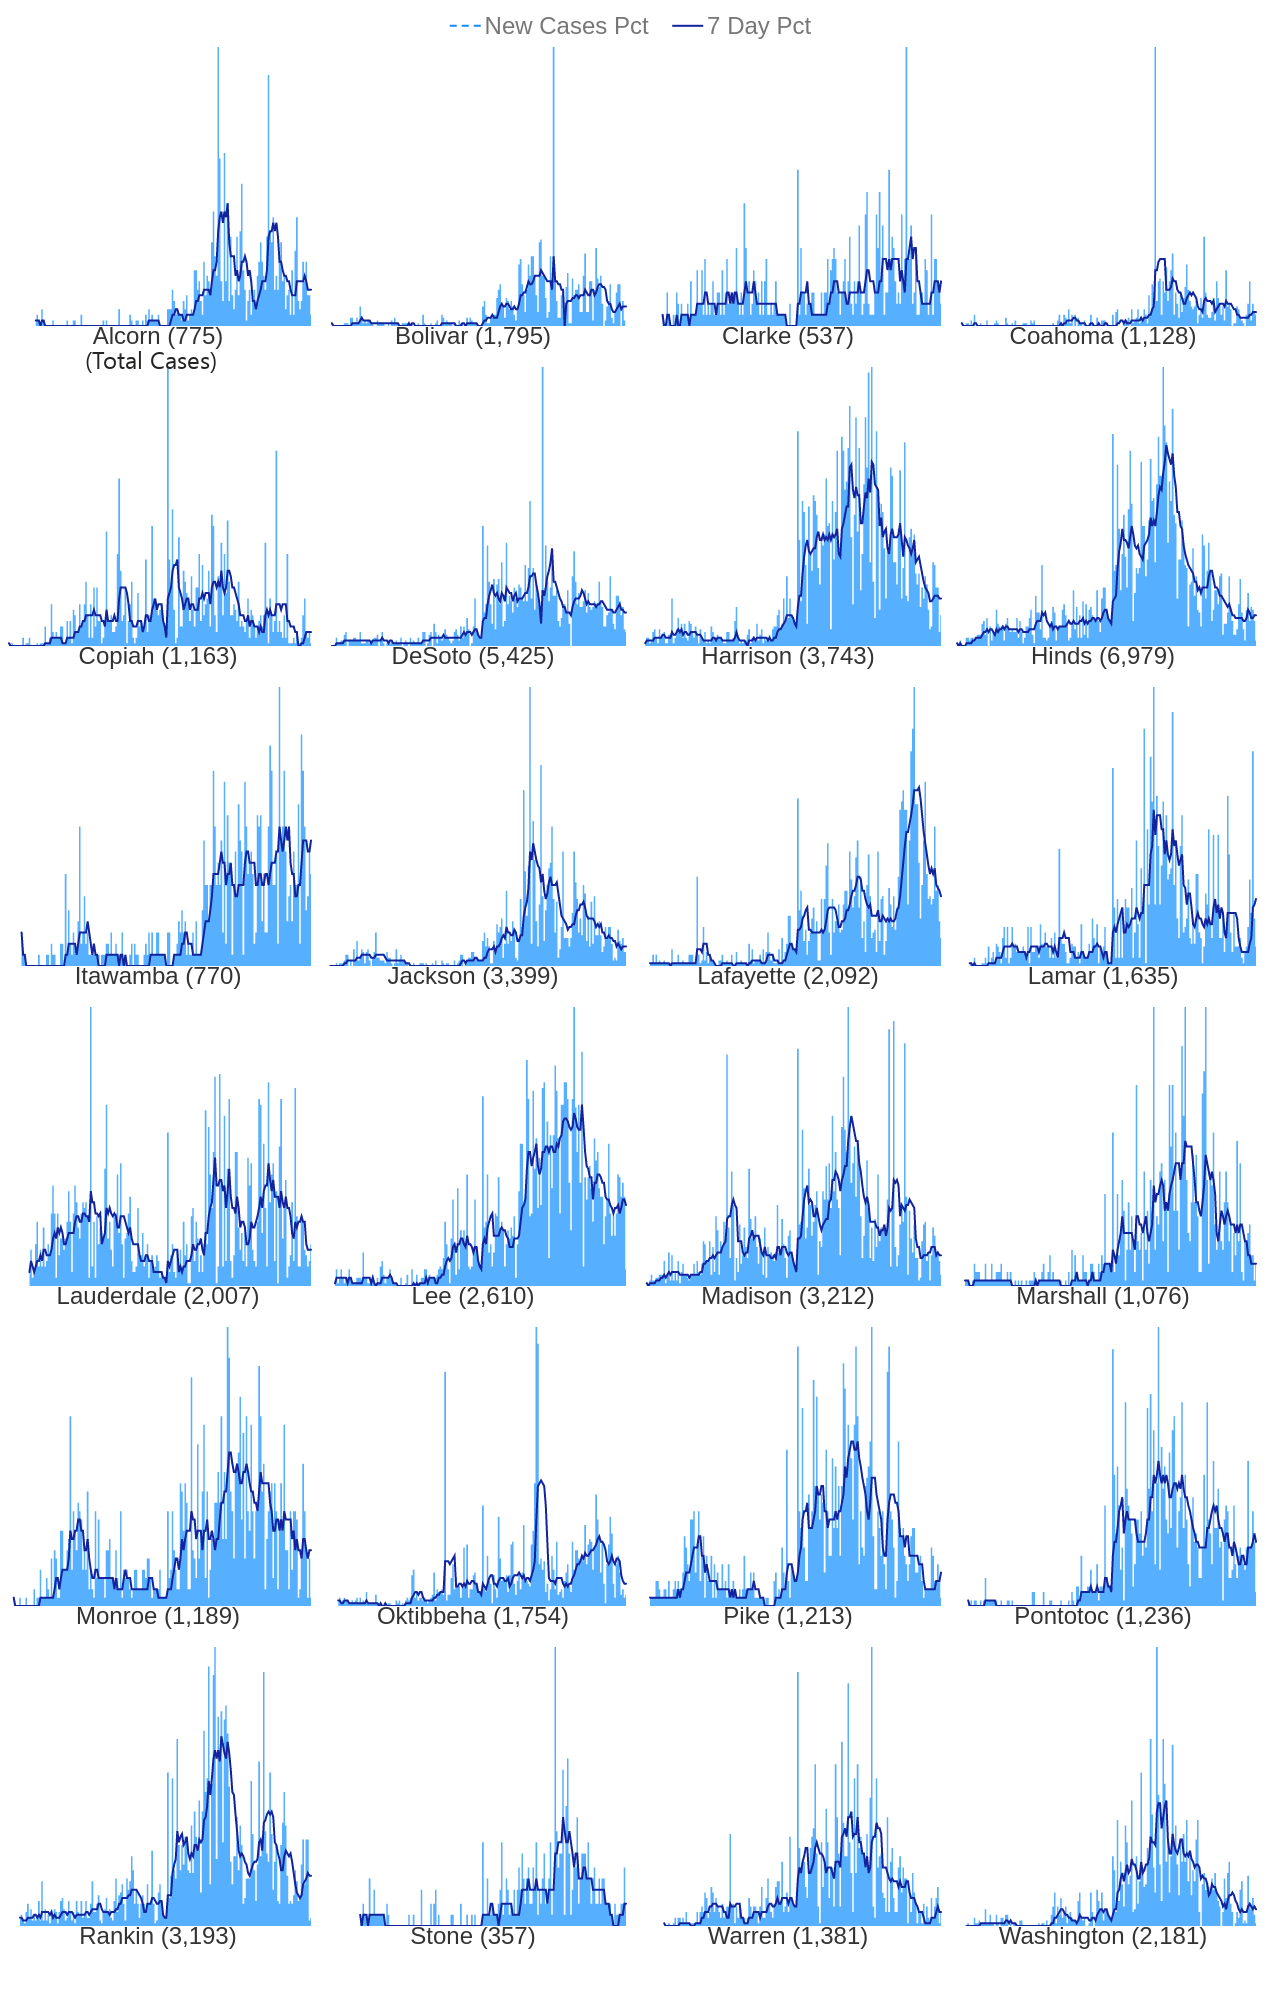 New Cases Pct 7 Day Pct
Alcorn (775) Bolivar (1,795) Clarke (537) Coahoma (1,128)
(Total Cases)
Copiah (1,163) DeSoto (5,425) Harrison (3,743) Hinds (6,979)
Itawamba (770) Jackson (3,399) Lafayette (2,092) Lamar (1,635)
Lauderdale (2,007) Lee (2,610) Madison (3,212) Marshall (1,076)
Monroe (1,189) Oktibbeha (1,754) Pike (1,213) Pontotoc (1,236)
Rankin (3,193) Stone (357) Warren (1,381) Washington (2,181)